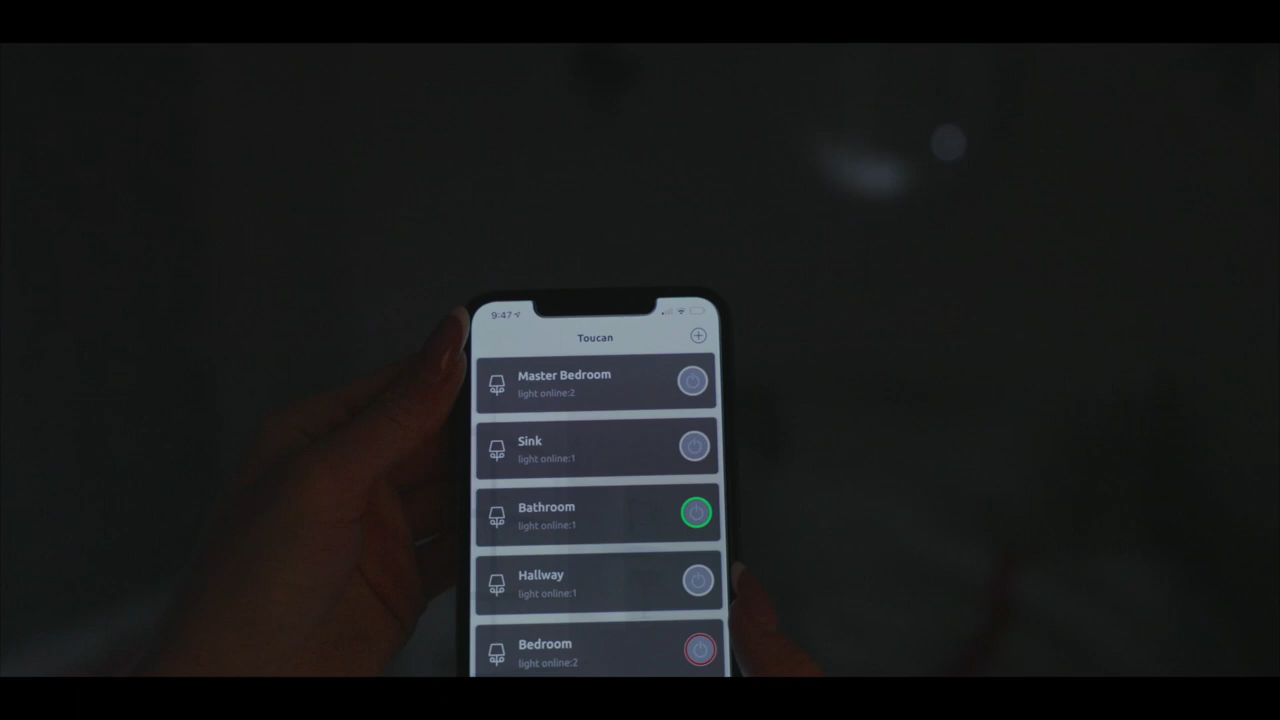 9:47
Toucan
Master Bedroom
light online:2
Sink
light online:1
Bathroom
light online:1
Hallway
light online:1
Bedroom
light online:2